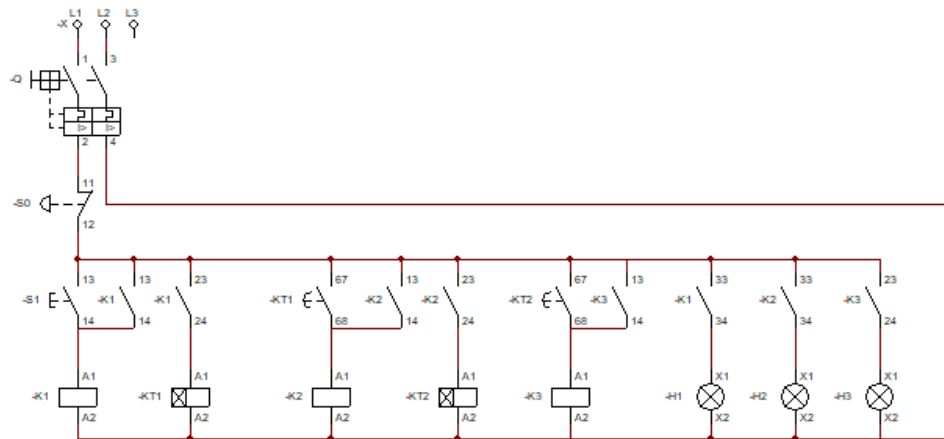 L1 L2 L3
-X
1 3
-Q
I> I>
2 4
11
-S0
12
13 13 23 67 13 23 67 13 33 33 23
-S1 -K1 -K1 -KT1 -K2 -K2 -KT2 -K3 -K1 -K2 -K3
14 14 24 68 14 24 68 14 34 34 24
A1 A1 A1 A1 A1 X1 X1 X1
-K1 -KT1 -K2 -KT2 -K3 -H1 -H2 -H3
A2 A2 A2 A2 A2 X2 X2 X2